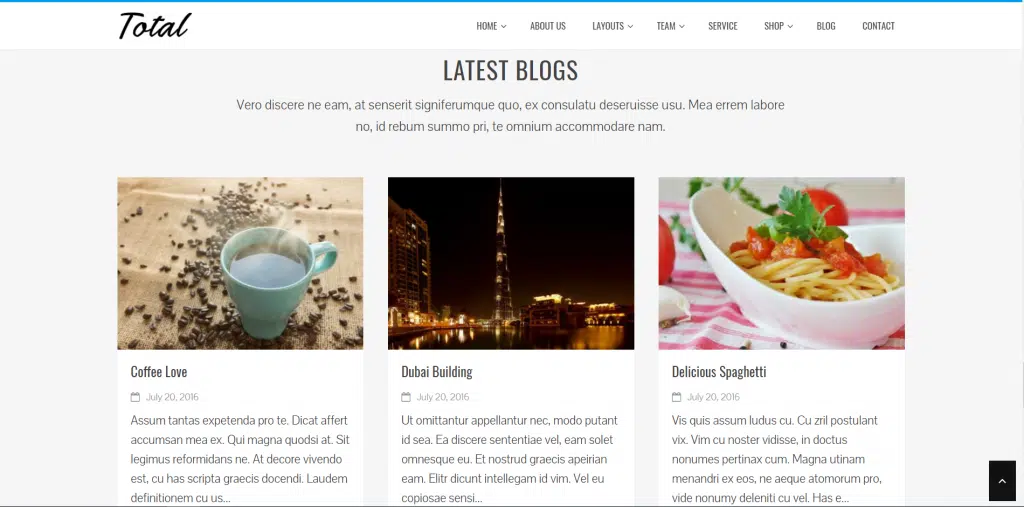 Total
HOME ABOUT US LAYOUTS TEAM SERVICE SHOP BLOG CONTACT
LATEST BLOGS
Vero discere ne eam, at senserit signiferumque quo, ex consulatu deseruisse usu. Mea errem labore
no, id rebum summo pri, te omnium accommodare nam.
Coffee Love
July 20, 2016
Assum tantas expetenda pro te. Dicat affert
accumsan mea ex. Qui magna quodsi at. Sit
legimus reformidans ne. At decore vivendo
est, cu has scripta graecis docendi. Laudem
definitionem cu us...
Dubai Building
July 20, 2016
Ut omittantur appellantur nec, modo putant
id sea. Ea discere sententiae vel, eam solet
omnesque eu. Et nostrud graecis apeirian
eam. Elitr dicunt intellegam id vim. Vel eu
copiosae sensi...
Delicious Spaghetti
July 20, 2016
Vis quis assum ludus cu. Cu zril postulant
vix. Vim cu noster vidisse, in doctus
nonumes pertinax cum. Magna utinam
menandri ex eos, ne aeque atomorum pro,
vide nonumy deleniti cu vel. Has e...